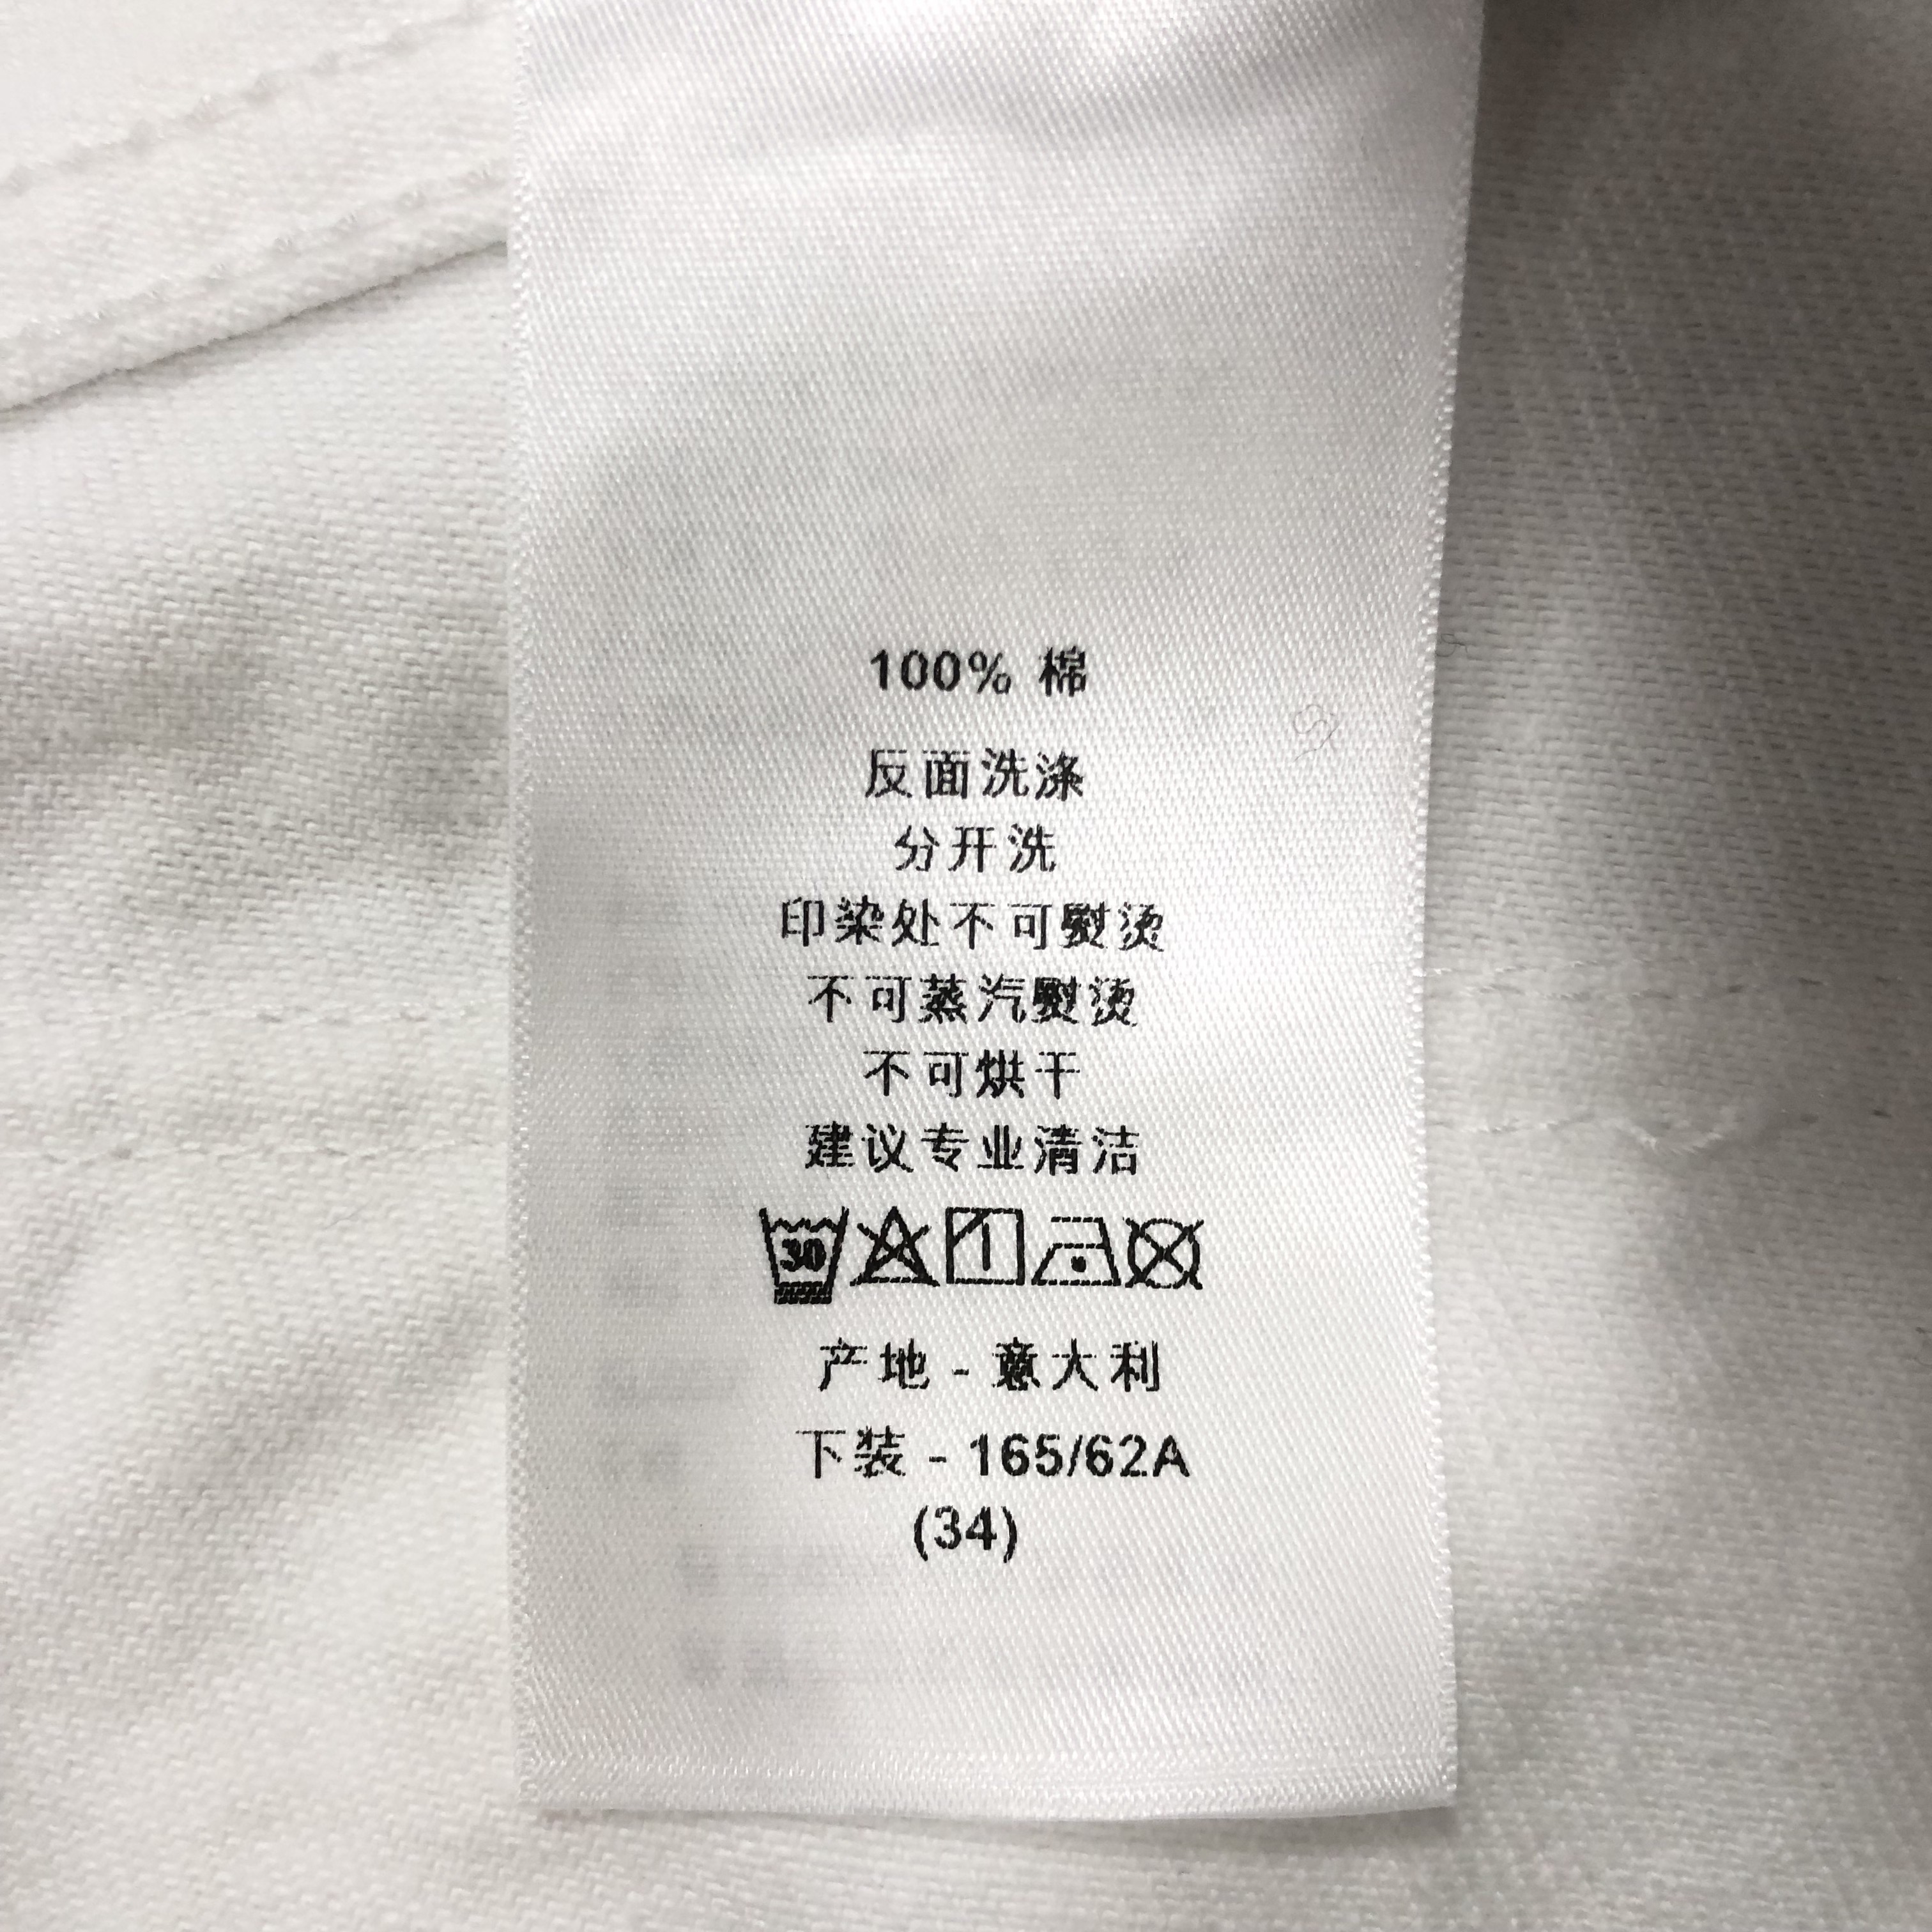 100% 棉
反面洗涤
分开洗
印染处不可熨烫
不可蒸汽熨烫
不可烘干
建议专业清洁
30
产地 - 意大利
下装 - 165/62A
(34)